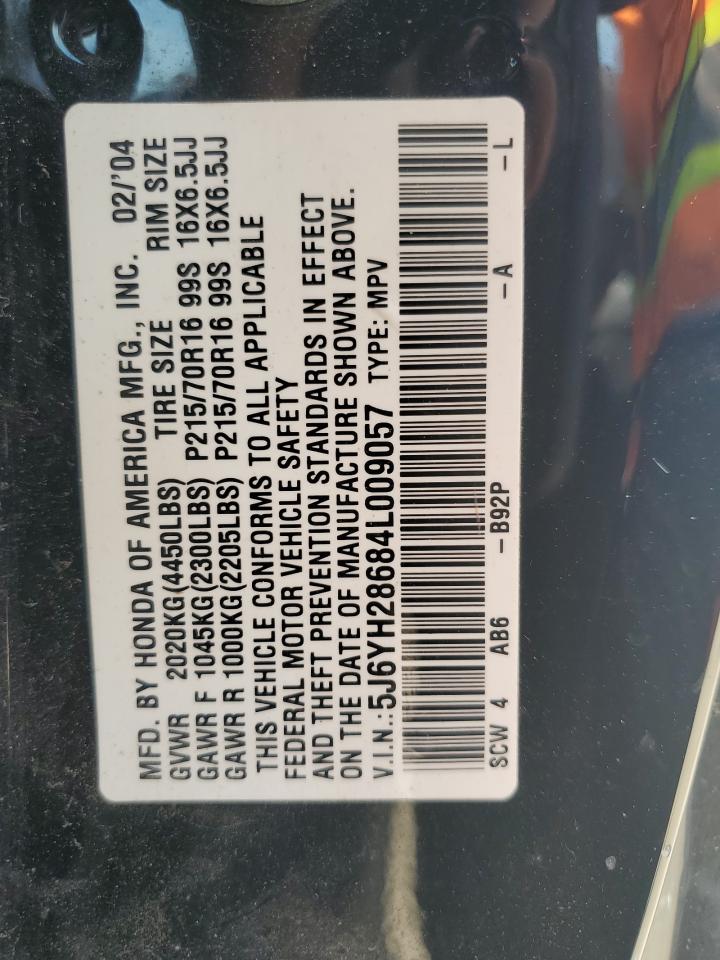 MFD. BY HONDA OF AMERICA MFG., INC. 02/'04
GVWR 2020KG(4450LBS) TIRE SIZE RIM SIZE
GAWR F 1045KG(2300LBS) P215/70R16 99S 16X6.5JJ
GAWR R 1000KG(2205LBS) P215/70R16 99S 16X6.5JJ
THIS VEHICLE CONFORMS TO ALL APPLICABLE
FEDERAL MOTOR VEHICLE SAFETY
AND THEFT PREVENTION STANDARDS IN EFFECT
ON THE DATE OF MANUFACTURE SHOWN ABOVE.
V.I.N.:5J6YH28684L009057 TYPE: MPV
SCW 4 AB6 –B92P –A –L